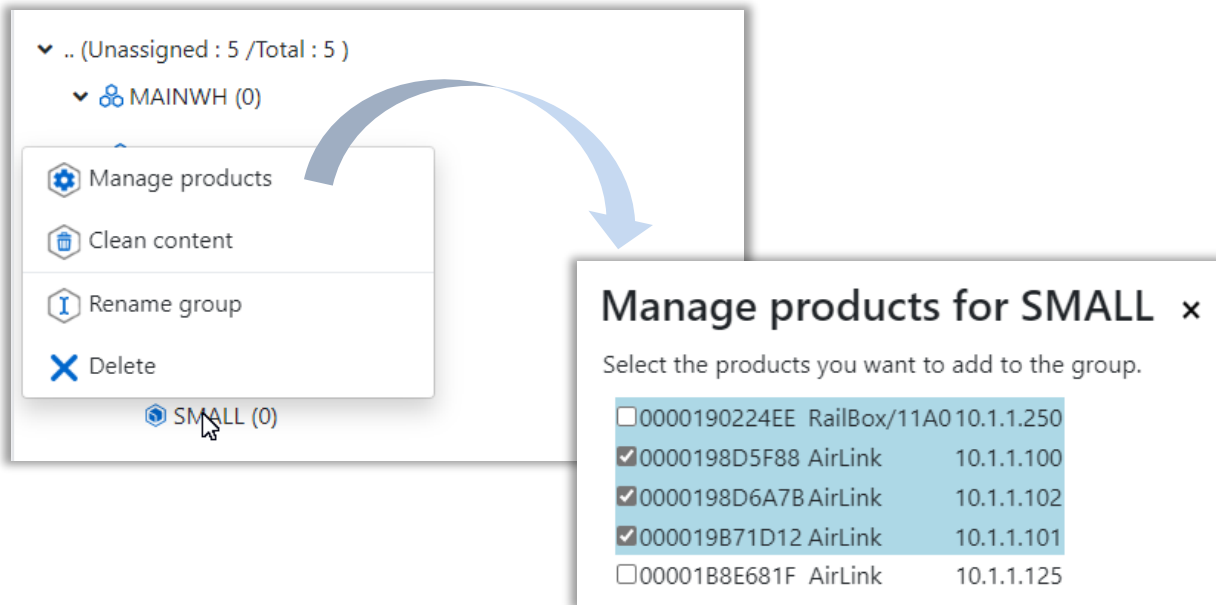 .. (Unassigned : 5 /Total : 5 )
MAINWH (0)
Manage products
Clean content
Rename group
Delete
SMALL (0)
Manage products for SMALL ×
Select the products you want to add to the group.
0000190224EE RailBox/11A0 10.1.1.250
0000198D5F88 AirLink 10.1.1.100
0000198D6A7B AirLink 10.1.1.102
000019B71D12 AirLink 10.1.1.101
00001B8E681F AirLink 10.1.1.125